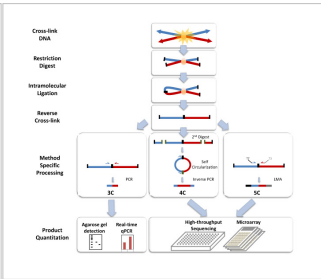 Cross-link
DNA
Restriction
Digest
Intramolecular
Ligation
Reverse
Cross-link
2nd Digest
Self
Circularization
Method
Specific
Processing
PCR
Inverse PCR
LMA
3C
4C
5C
Product
Quantitation
Agarose gel
detection
Real-time
qPCR
High-throughput
Sequencing
Microarray